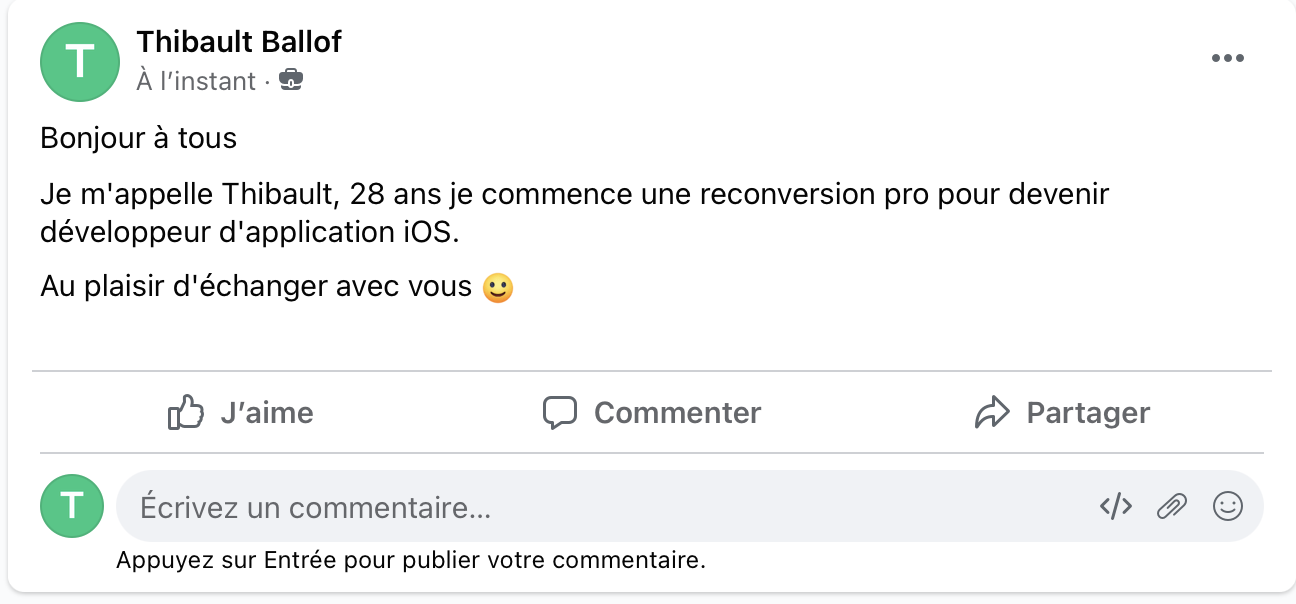 T
Thibault Ballof
À l’instant ·
Bonjour à tous
Je m'appelle Thibault, 28 ans je commence une reconversion pro pour devenir
développeur d'application iOS.
Au plaisir d'échanger avec vous 🙂
J’aime
Commenter
Partager
T
Écrivez un commentaire...
</>
Appuyez sur Entrée pour publier votre commentaire.